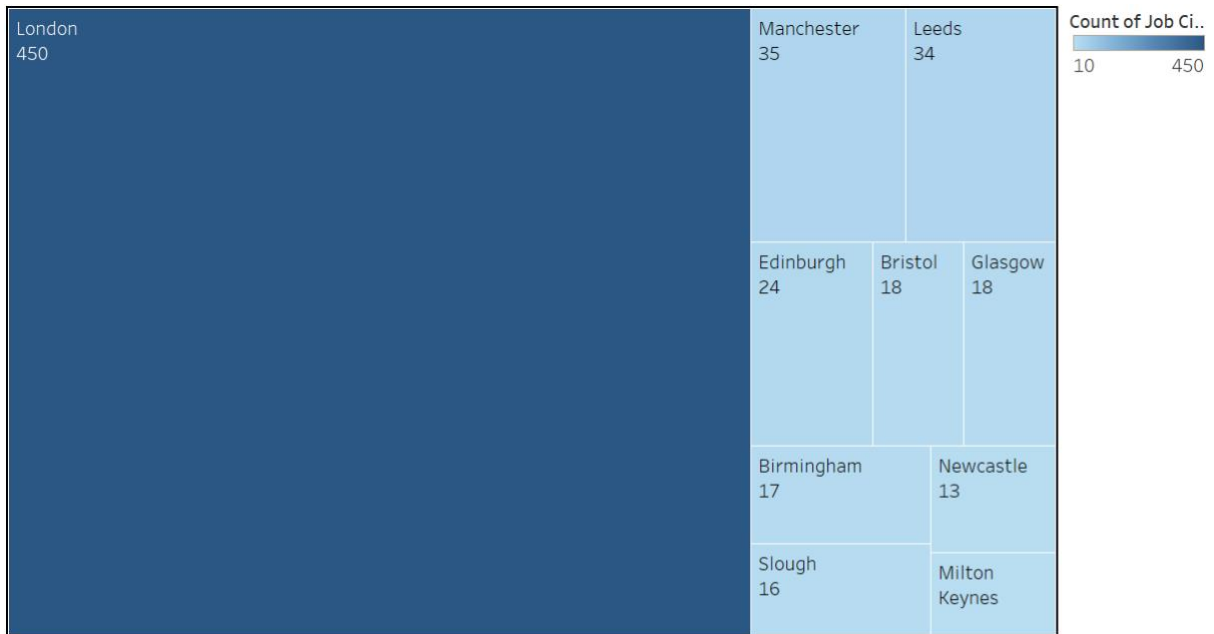 London
450
Manchester
35
Leeds
34
Edinburgh
24
Bristol
18
Glasgow
18
Birmingham
17
Newcastle
13
Slough
16
Milton
Keynes
Count of Job Ci..
10 450